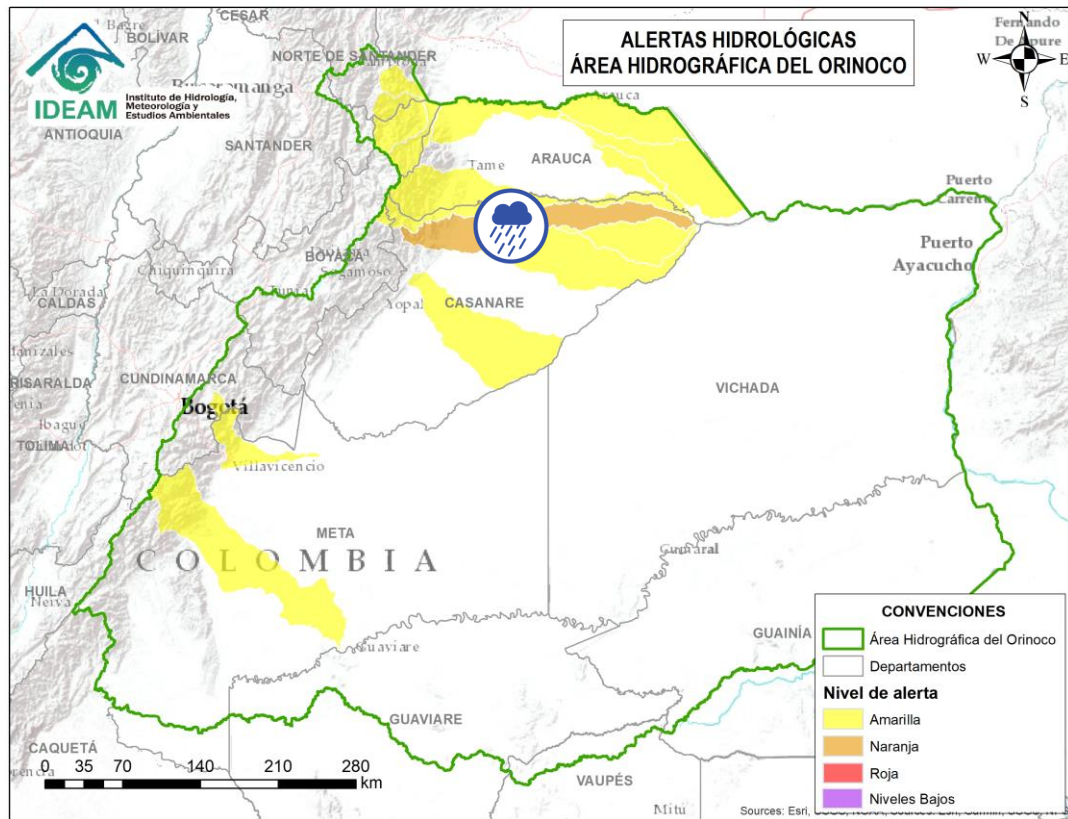 CESAR
BOLÍVAR
NORTE DE SANTANDER
ALERTAS HIDROLÓGICAS
ÁREA HIDROGRÁFICA DEL ORINOCO
Fernando
De Apure
N
W E
S
IDEAM
Instituto de Hidrología,
Meteorología y
Estudios Ambientales
ANTIOQUIA
SANTANDER
Arauca
Tame
ARAUCA
Puerto
Carreño
Puerto
Ayacucho
BOYACÁ
Sogamoso
Chiquinquira
Tunja
La Dorada
CALDAS
Yopal
CASANARE
VICHADA
CUNDINAMARCA
RISARALDA
Bogotá
Ibague
TOLIMA
Villavicencio
META
COLOMBIA
Cumaral
HUILA
Neiva
Guaviare
GUAINÍA
GUAVIARE
CAQUETÁ
VAUPÉS
Mitú
0 35 70 140 210 280
km
CONVENCIONES
Área Hidrográfica del Orinoco
Departamentos
Nivel de alerta
Amarilla
Naranja
Roja
Niveles Bajos
Sources: Esri,